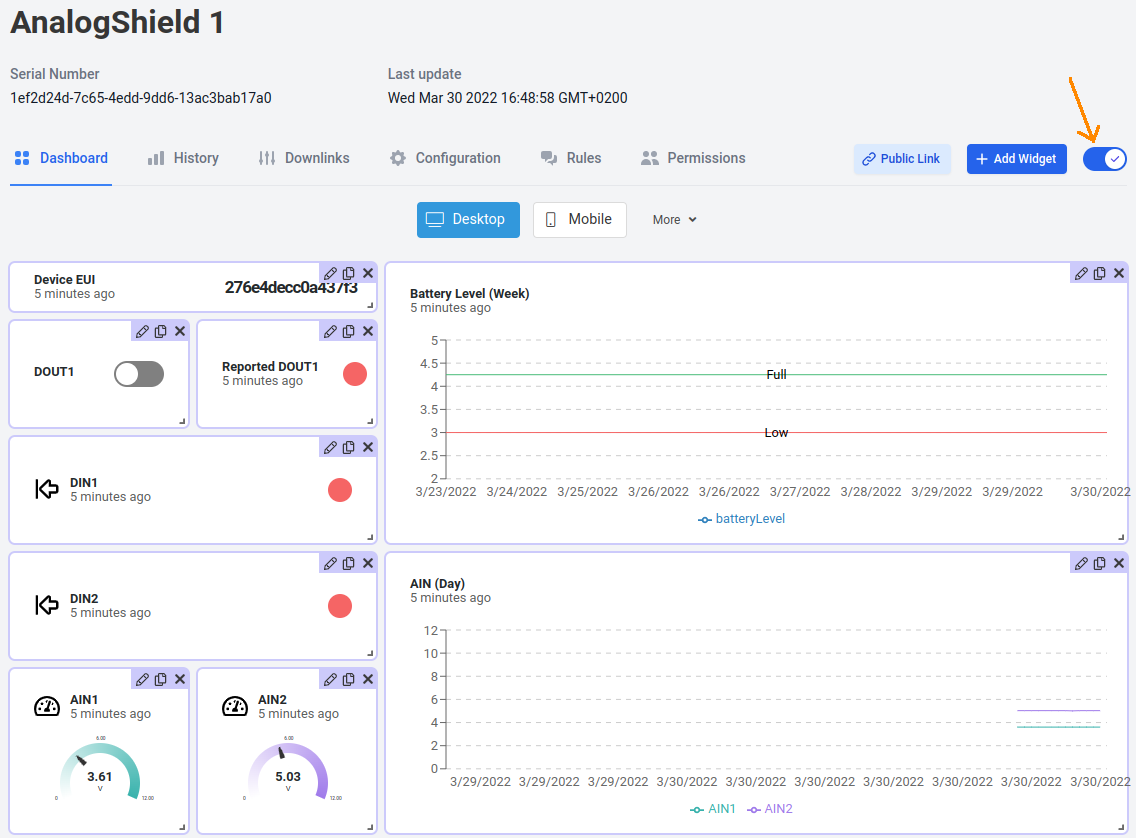 AnalogShield 1
Serial Number
1ef2d24d-7c65-4edd-9dd6-13ac3bab17a0
Last update
Wed Mar 30 2022 16:48:58 GMT+0200
Dashboard History Downlinks Configuration Rules Permissions Public Link Add Widget
Desktop Mobile More
Device EUI
5 minutes ago
276e4decc0a437f3
DOUT1
Reported DOUT1
5 minutes ago
DIN1
5 minutes ago
DIN2
5 minutes ago
AIN1
5 minutes ago
6.00
3.61
V
0 12.00
AIN2
5 minutes ago
6.00
5.03
V
0 12.00
Battery Level (Week)
5 minutes ago
5
4.5
Full
4
3.5
3
Low
2.5
2
3/23/2022 3/24/2022 3/25/2022 3/26/2022 3/26/2022 3/27/2022 3/28/2022 3/29/2022 3/29/2022 3/30/2022
batteryLevel
AIN (Day)
5 minutes ago
12
10
8
6
4
2
0
3/29/2022 3/29/2022 3/29/2022 3/30/2022 3/30/2022 3/30/2022 3/30/2022 3/30/2022 3/30/2022 3/30/2022
AIN1 AIN2